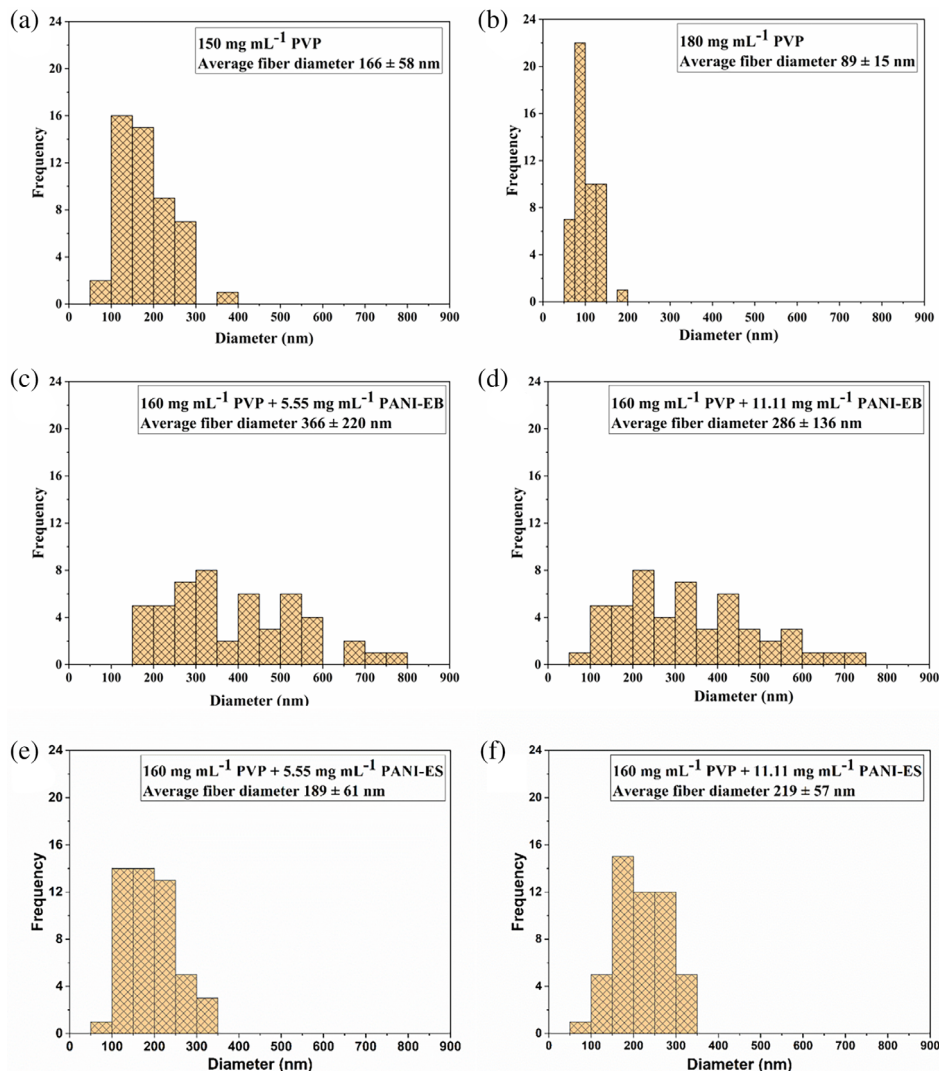 (a)
150 mg mL⁻¹ PVP
Average fiber diameter 166 ± 58 nm
Frequency
24
20
16
12
8
4
0
0 100 200 300 400 500 600 700 800 900
Diameter (nm)
(b)
180 mg mL⁻¹ PVP
Average fiber diameter 89 ± 15 nm
Frequency
24
20
16
12
8
4
0
0 100 200 300 400 500 600 700 800 900
Diameter (nm)
(c)
160 mg mL⁻¹ PVP + 5.55 mg mL⁻¹ PANI-EB
Average fiber diameter 366 ± 220 nm
Frequency
24
20
16
12
8
4
0
0 100 200 300 400 500 600 700 800 900
Diameter (nm)
(d)
160 mg mL⁻¹ PVP + 11.11 mg mL⁻¹ PANI-EB
Average fiber diameter 286 ± 136 nm
Frequency
24
20
16
12
8
4
0
0 100 200 300 400 500 600 700 800 900
Diameter (nm)
(e)
160 mg mL⁻¹ PVP + 5.55 mg mL⁻¹ PANI-ES
Average fiber diameter 189 ± 61 nm
Frequency
24
20
16
12
8
4
0
0 100 200 300 400 500 600 700 800 900
Diameter (nm)
(f)
160 mg mL⁻¹ PVP + 11.11 mg mL⁻¹ PANI-ES
Average fiber diameter 219 ± 57 nm
Frequency
24
20
16
12
8
4
0
0 100 200 300 400 500 600 700 800 900
Diameter (nm)